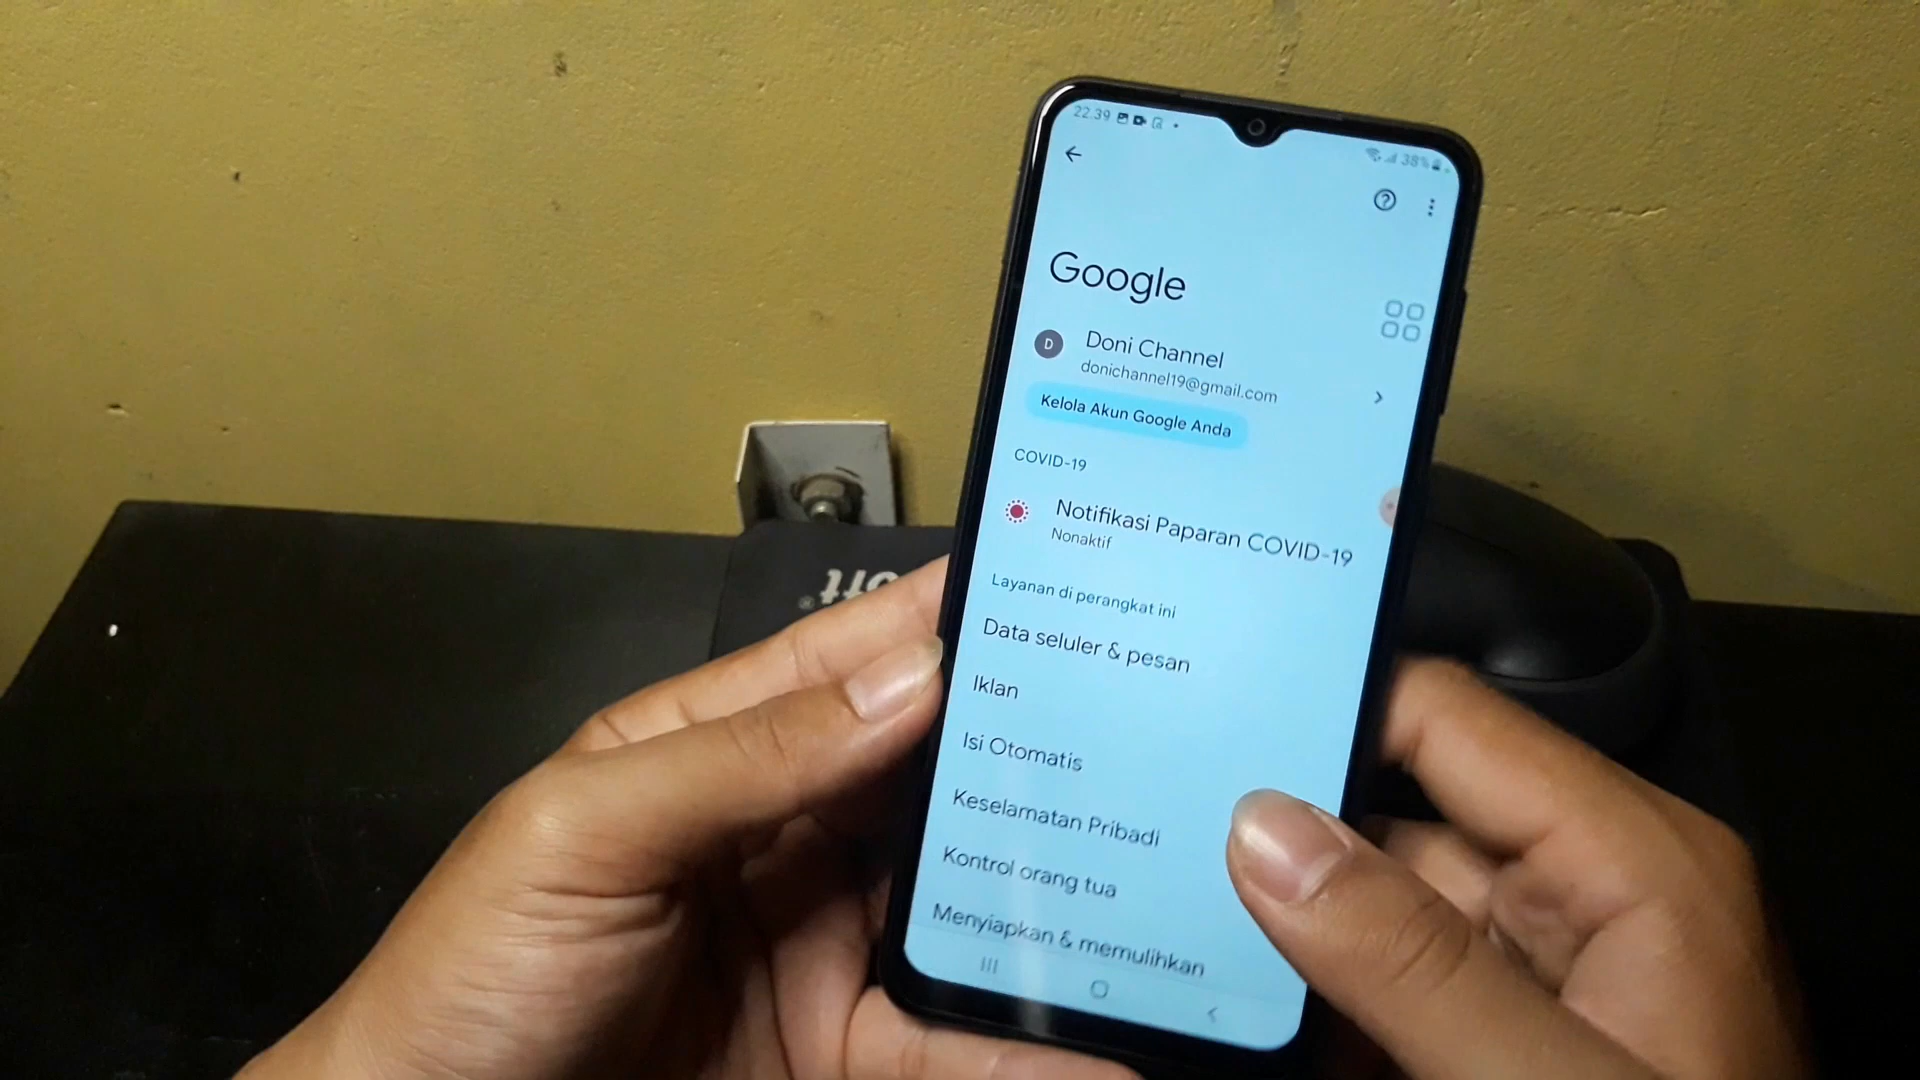 22.39
38%
Google
D
Doni Channel
donichannel19@gmail.com
Kelola Akun Google Anda
COVID-19
Notifikasi Paparan COVID-19
Nonaktif
Layanan di perangkat ini
Data seluler & pesan
Iklan
Isi Otomatis
Keselamatan Pribadi
Kontrol orang tua
Menyiapkan & memulihkan